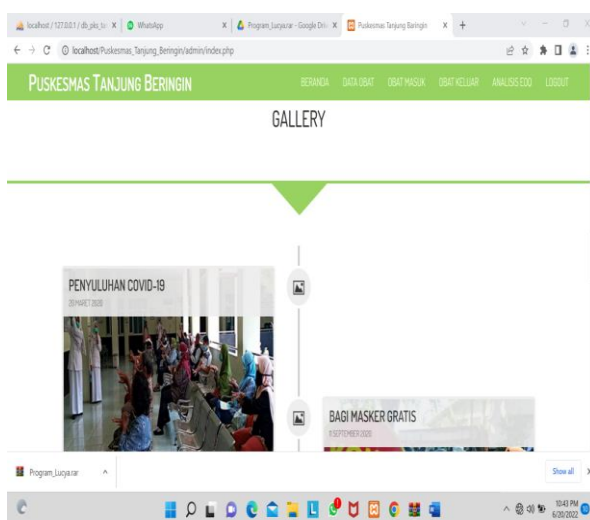 localhost / 127.0.0.1 / db_pks_tar
WhatsApp
Program_Lucya.rar - Google Driv
Puskesmas Tanjung Beringin
localhost/Puskesmas_Tanjung_Beringin/admin/index.php
PUSKESMAS TANJUNG BERINGIN
BERANDA DATA OBAT OBAT MASUK OBAT KELUAR ANALISIS EOQ LOGOUT
GALLERY
PENYULUHAN COVID-19
20 MARET 2020
BAGI MASKER GRATIS
11 SEPTEMBER 2020
Program_Lucya.rar
Show all
10:43 PM
6/20/2022